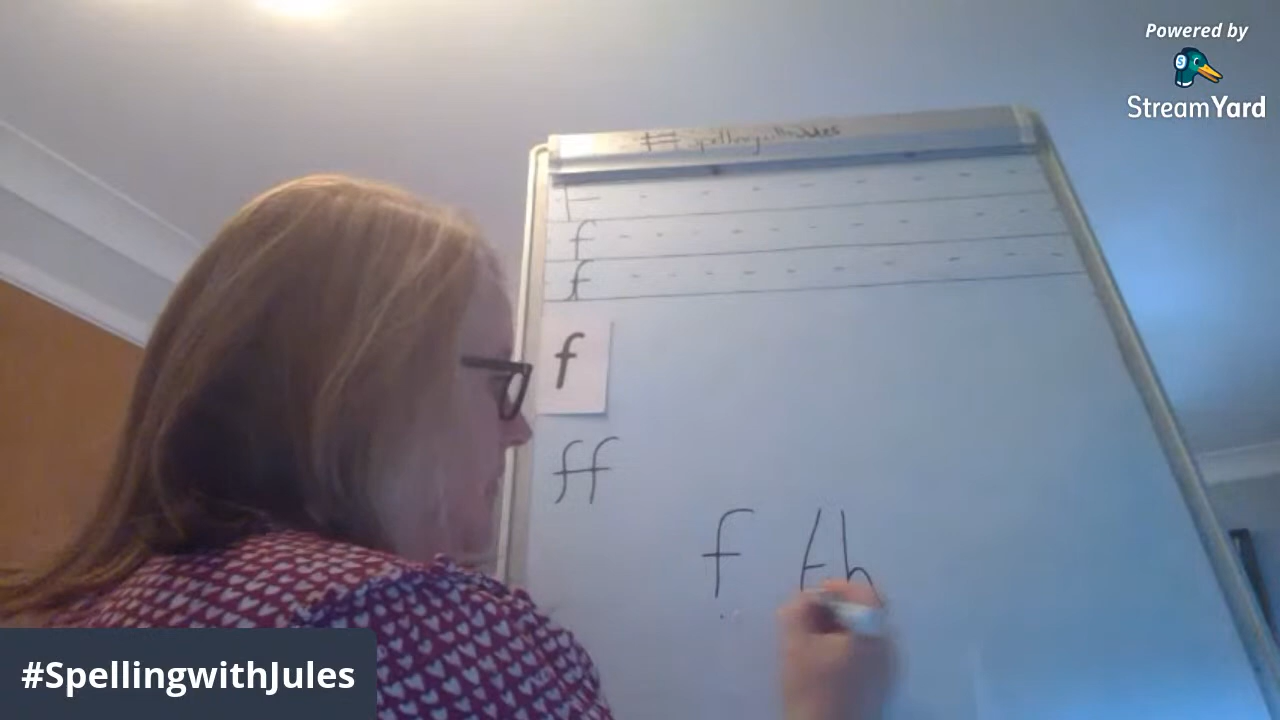 Powered by
StreamYard
#SpellingwithJules
F
f
f
f
ff
f th
#SpellingwithJules